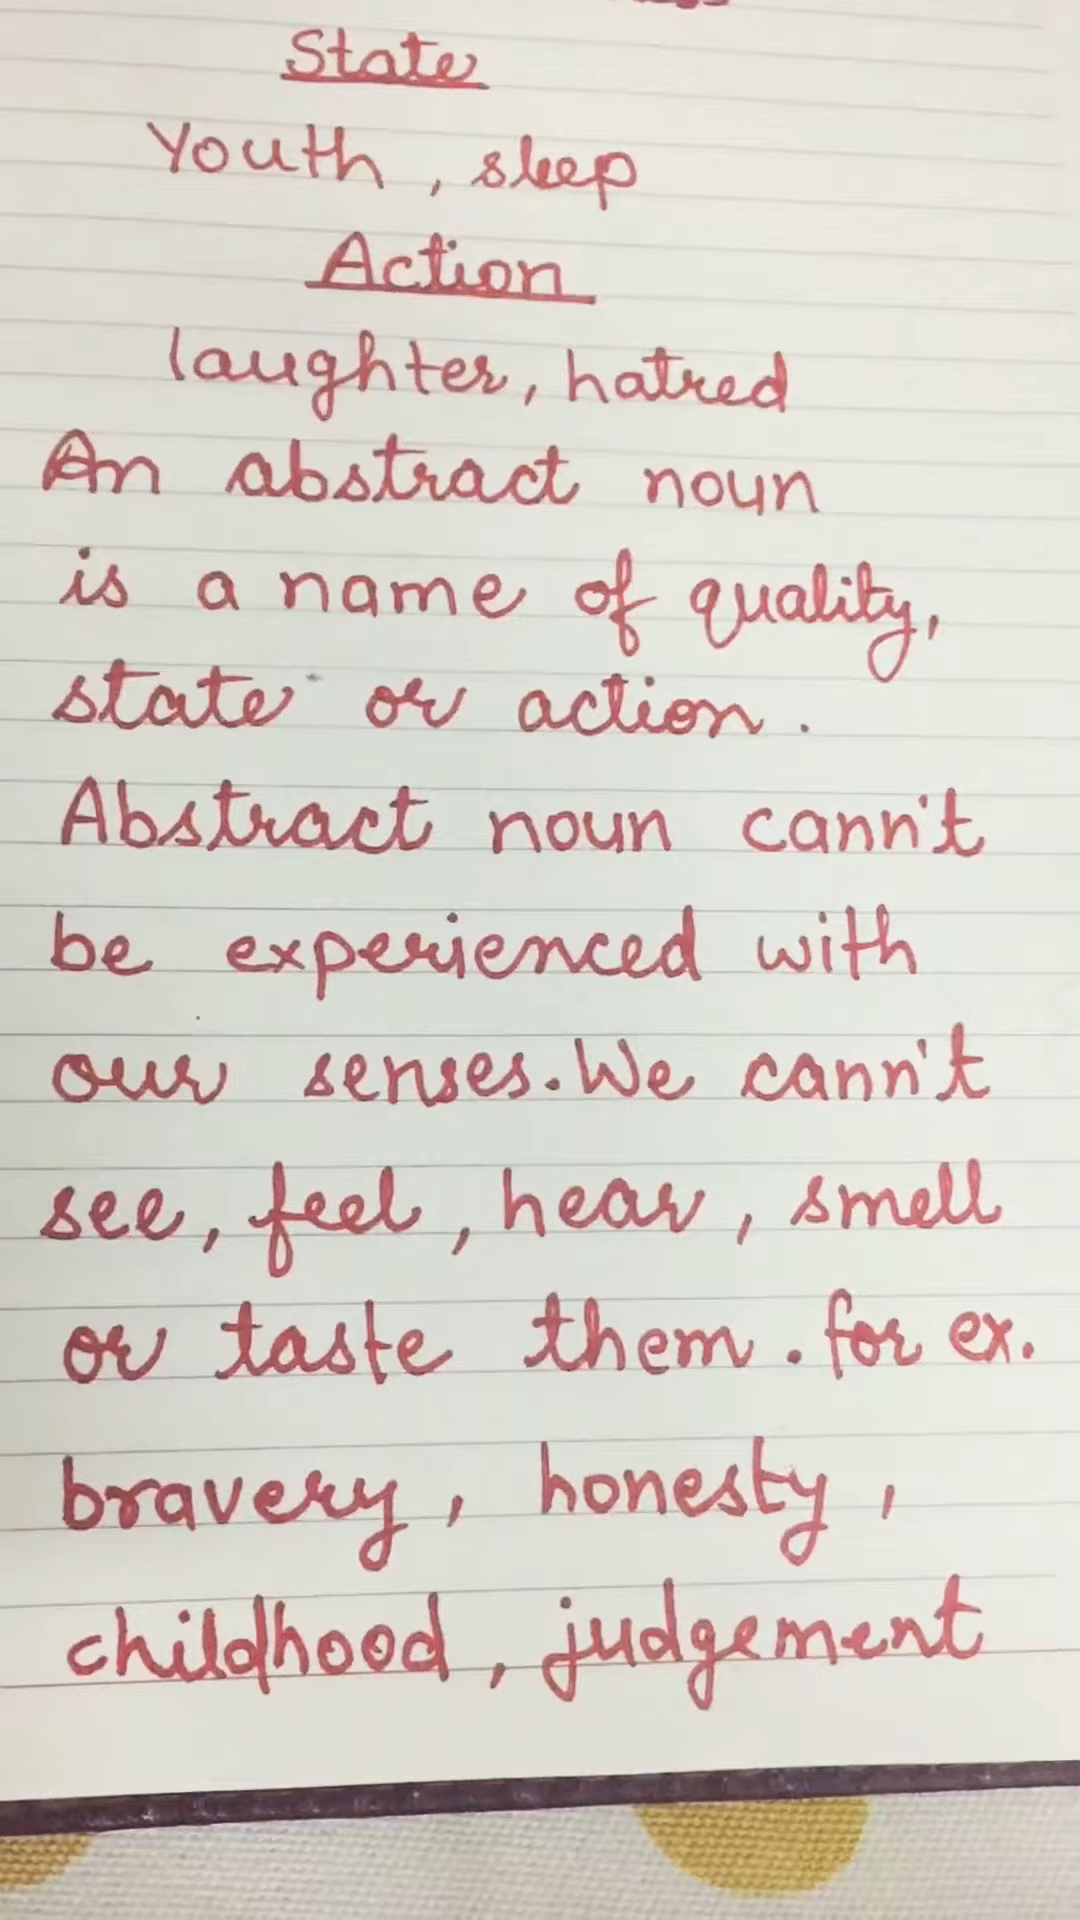 State
Youth, sleep
Action
laughter, hatred
An abstract noun
is a name of quality,
state or action.
Abstract noun cann't
be experienced with
our senses. We cann't
see, feel, hear, smell
or taste them. for ex.
bravery, honesty,
childhood, judgement